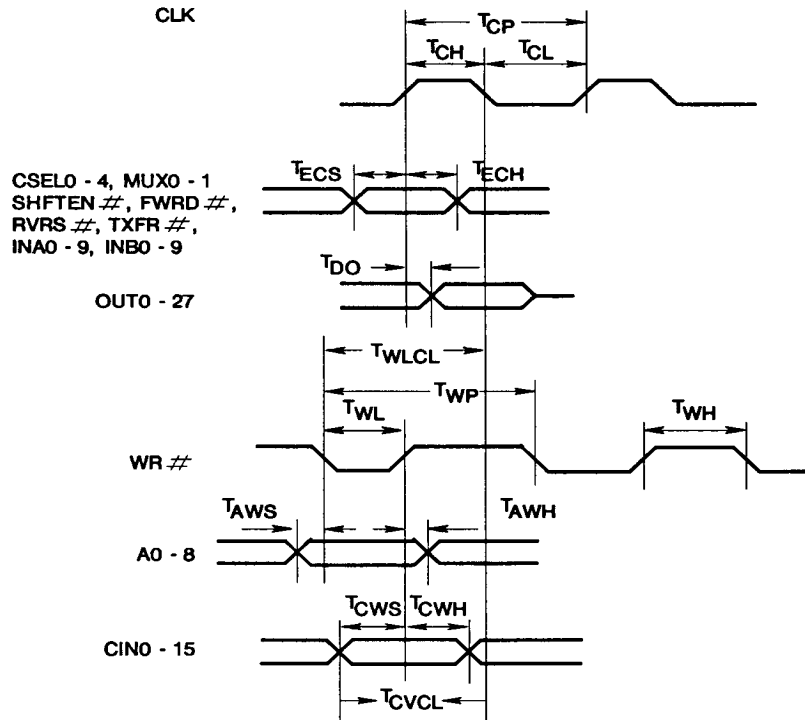 CLK
TCP
TCH
TCL
TECS
TECH
CSEL0 - 4, MUX0 - 1
SHFTEN #, FWRD #,
RVRS #, TXFR #,
INA0 - 9, INB0 - 9
TDO
OUT0 - 27
TWLCL
TWP
TWL
TWH
WR #
TAWS
TAWH
A0 - 8
TCWS
TCWH
CIN0 - 15
TCVCL